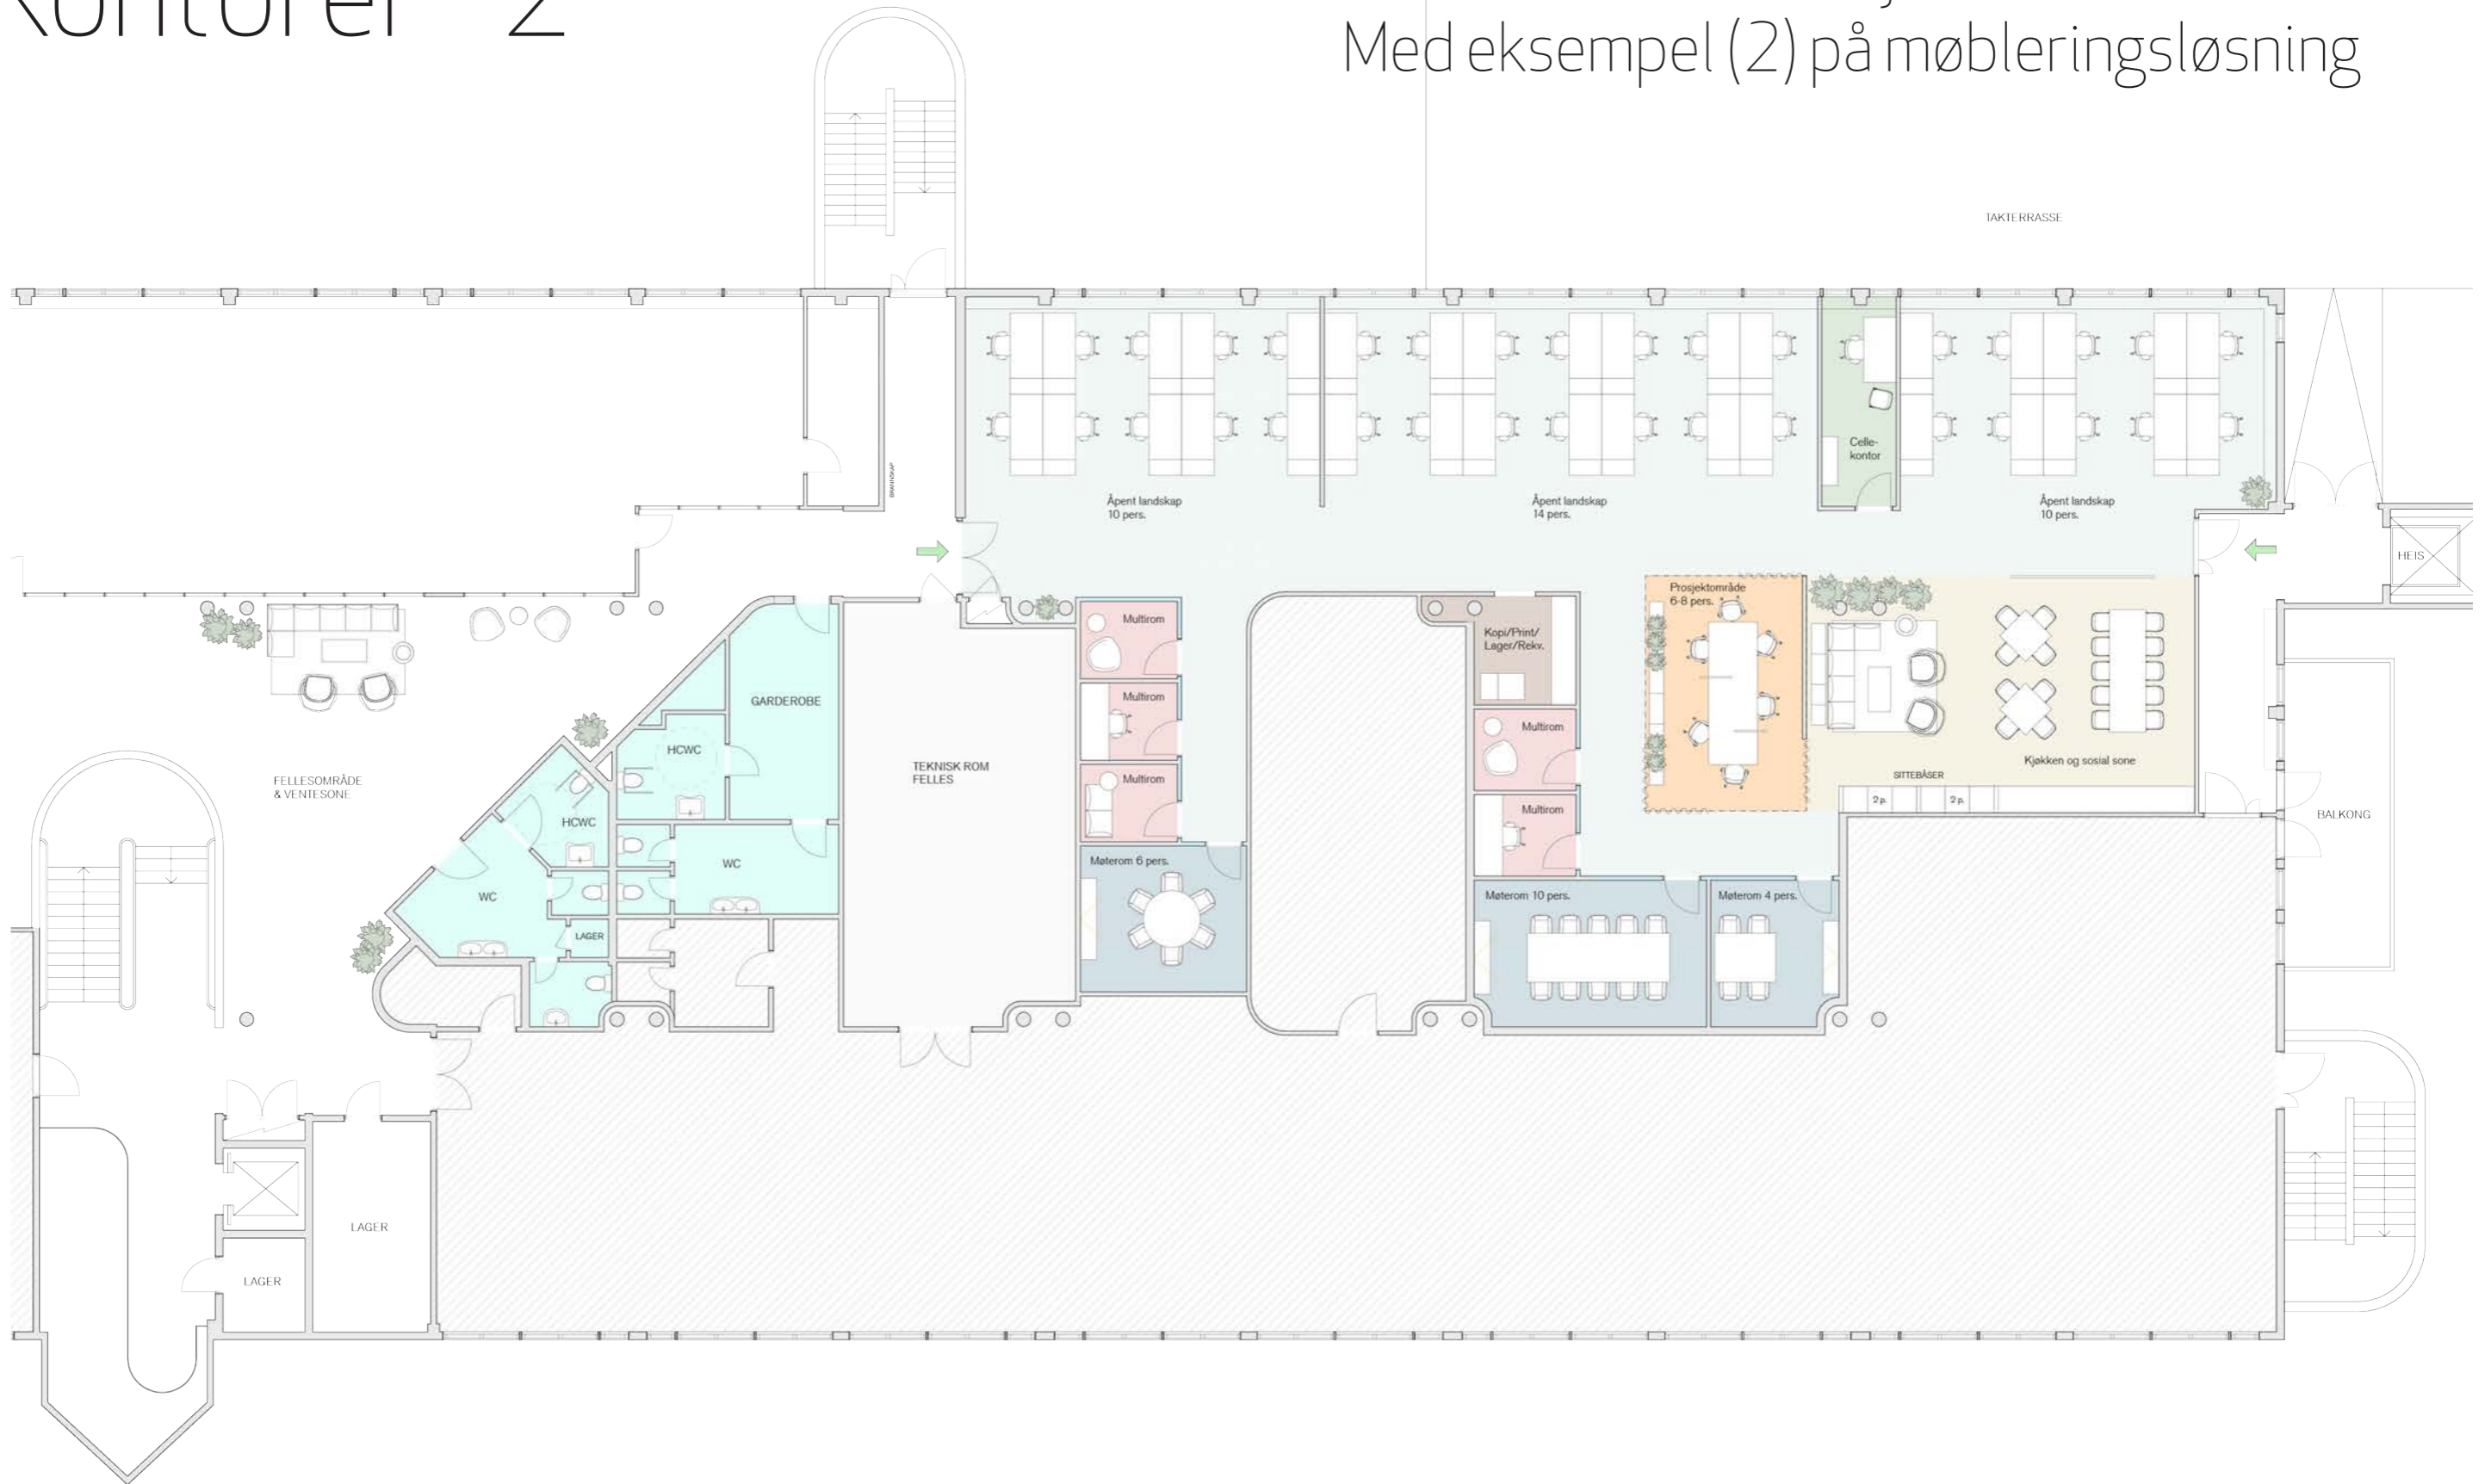 Kontorer 2
Med eksempel (2) på møbleringsløsning
TAKTERRASSE
BRANNSKAP
Celle-
kontor
Åpent landskap
10 pers.
Åpent landskap
14 pers.
Åpent landskap
10 pers.
HEIS
Prosjektområde
6-8 pers.
Multirom
Kopi/Print/
Lager/Rekv.
GARDEROBE
Multirom
Multirom
HCWC
TEKNISK ROM
FELLES
Multirom
Kjøkken og sosial sone
SITTEBÅSER
FELLESOMRÅDE
& VENTESONE
2 p.
2 p.
Multirom
BALKONG
HCWC
WC
Møterom 6 pers.
WC
Møterom 10 pers.
Møterom 4 pers.
LAGER
LAGER
LAGER